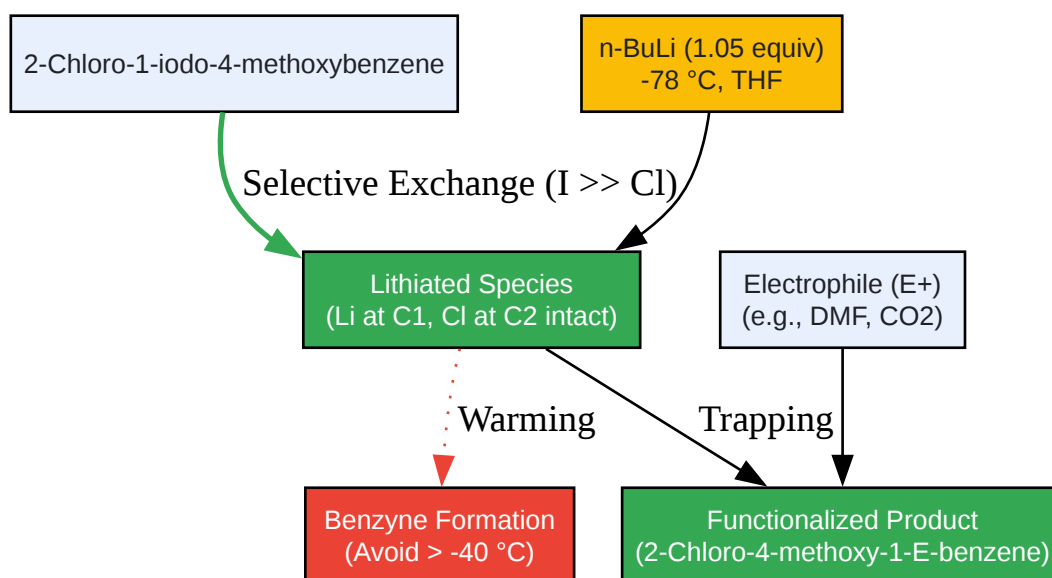 2-Chloro-1-iodo-4-methoxybenzene
n-BuLi (1.05 equiv)
-78 °C, THF
Selective Exchange (I >> Cl)
Lithiated Species
(Li at C1, Cl at C2 intact)
Electrophile (E+)
(e.g., DMF, CO2)
Warming
Trapping
Benzyne Formation
(Avoid > -40 °C)
Functionalized Product
(2-Chloro-4-methoxy-1-E-benzene)